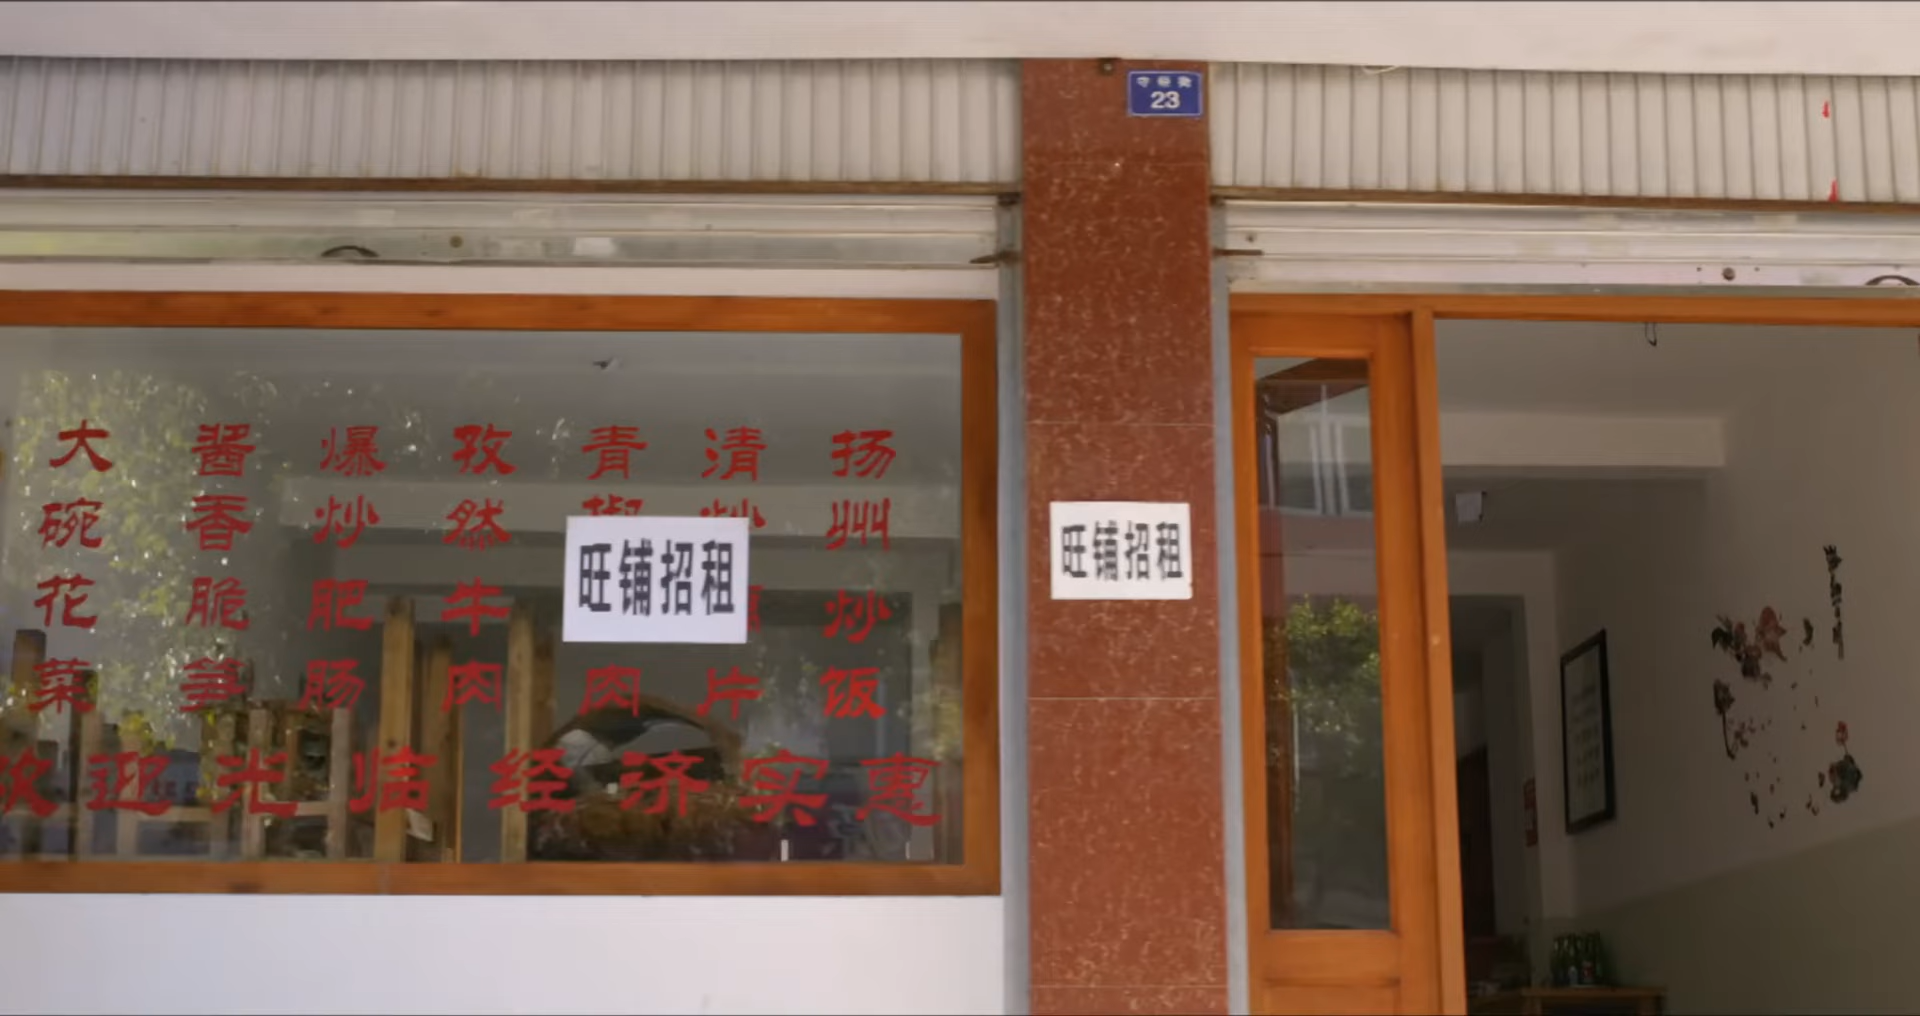 23
大碗花菜
酱香脆笋
爆炒肥肠
孜然牛肉
青椒肉
清炒片
扬州炒饭
欢迎光临 经济实惠
旺铺招租
旺铺招租